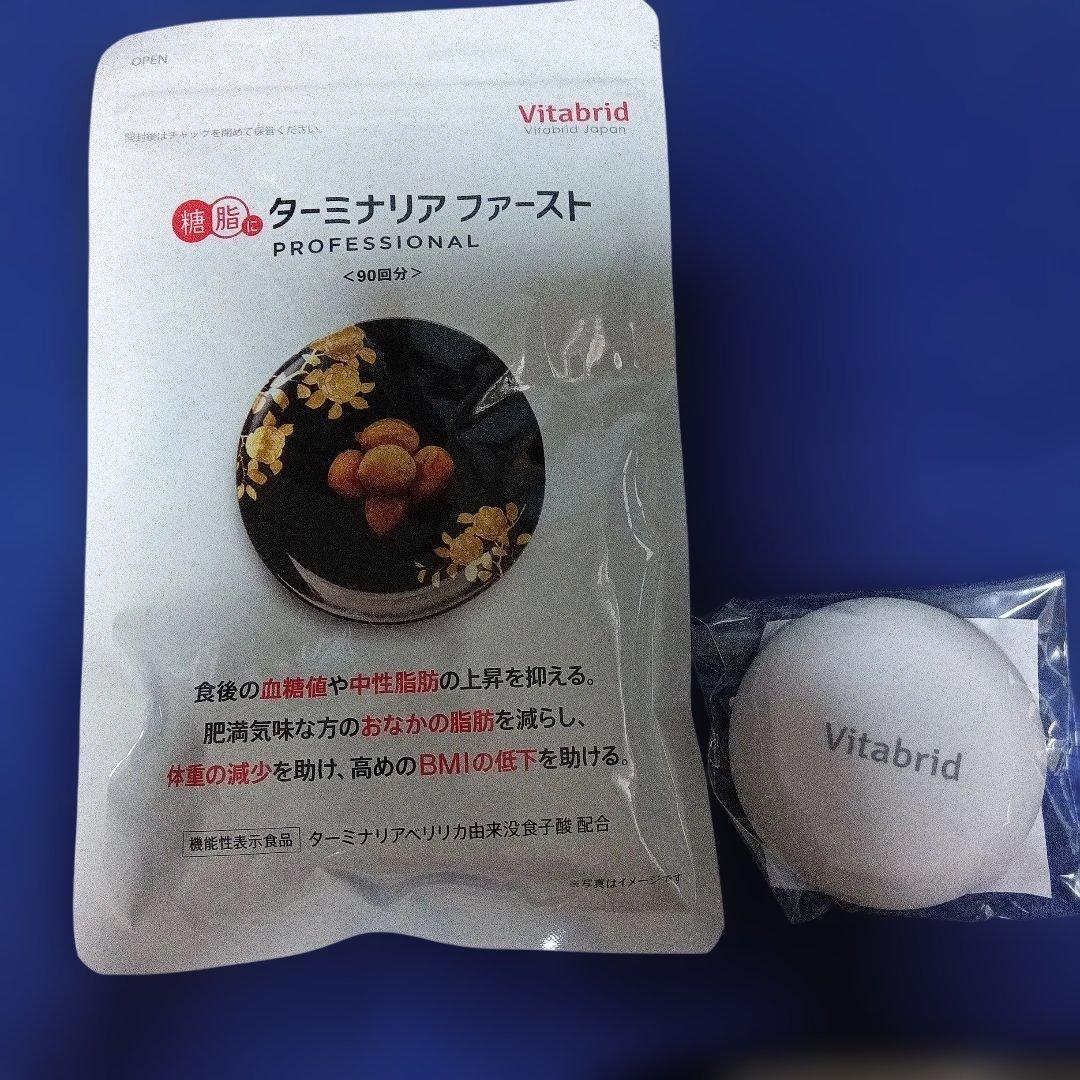 OPEN
開封後はチャックを閉めて保管ください。
Vitabrid
Vitabrid Japan
糖脂に ターミナリア ファースト
PROFESSIONAL
＜90回分＞
食後の血糖値や中性脂肪の上昇を抑える。
肥満気味な方のおなかの脂肪を減らし、
体重の減少を助け、高めのBMIの低下を助ける。
機能性表示食品 ターミナリアベリリカ由来没食子酸 配合
※写真はイメージです
Vitabrid